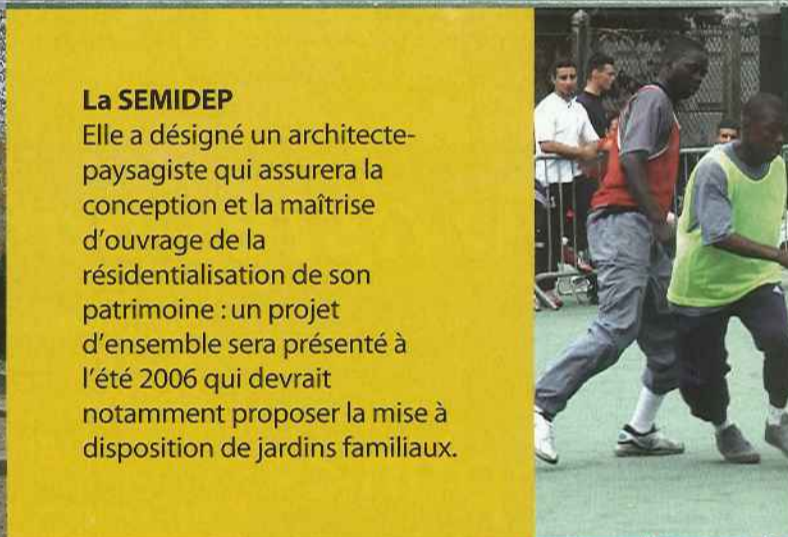 La SEMIDEP
Elle a désigné un architecte-
paysagiste qui assurera la
conception et la maîtrise
d'ouvrage de la
résidentialisation de son
patrimoine : un projet
d'ensemble sera présenté à
l'été 2006 qui devrait
notamment proposer la mise à
disposition de jardins familiaux.